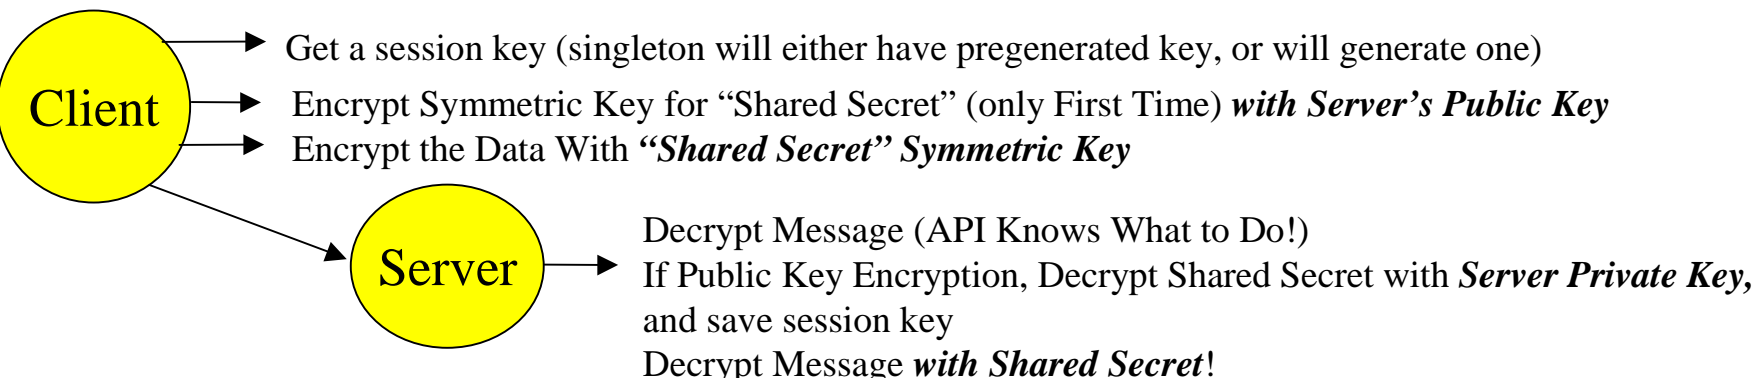 Get a session key (singleton will either have pregenerated key, or will generate one)
Client
Encrypt Symmetric Key for “Shared Secret” (only First Time) with Server’s Public Key
Encrypt the Data With “Shared Secret” Symmetric Key
Server
Decrypt Message (API Knows What to Do!)
If Public Key Encryption, Decrypt Shared Secret with Server Private Key,
and save session key
Decrypt Message with Shared Secret!